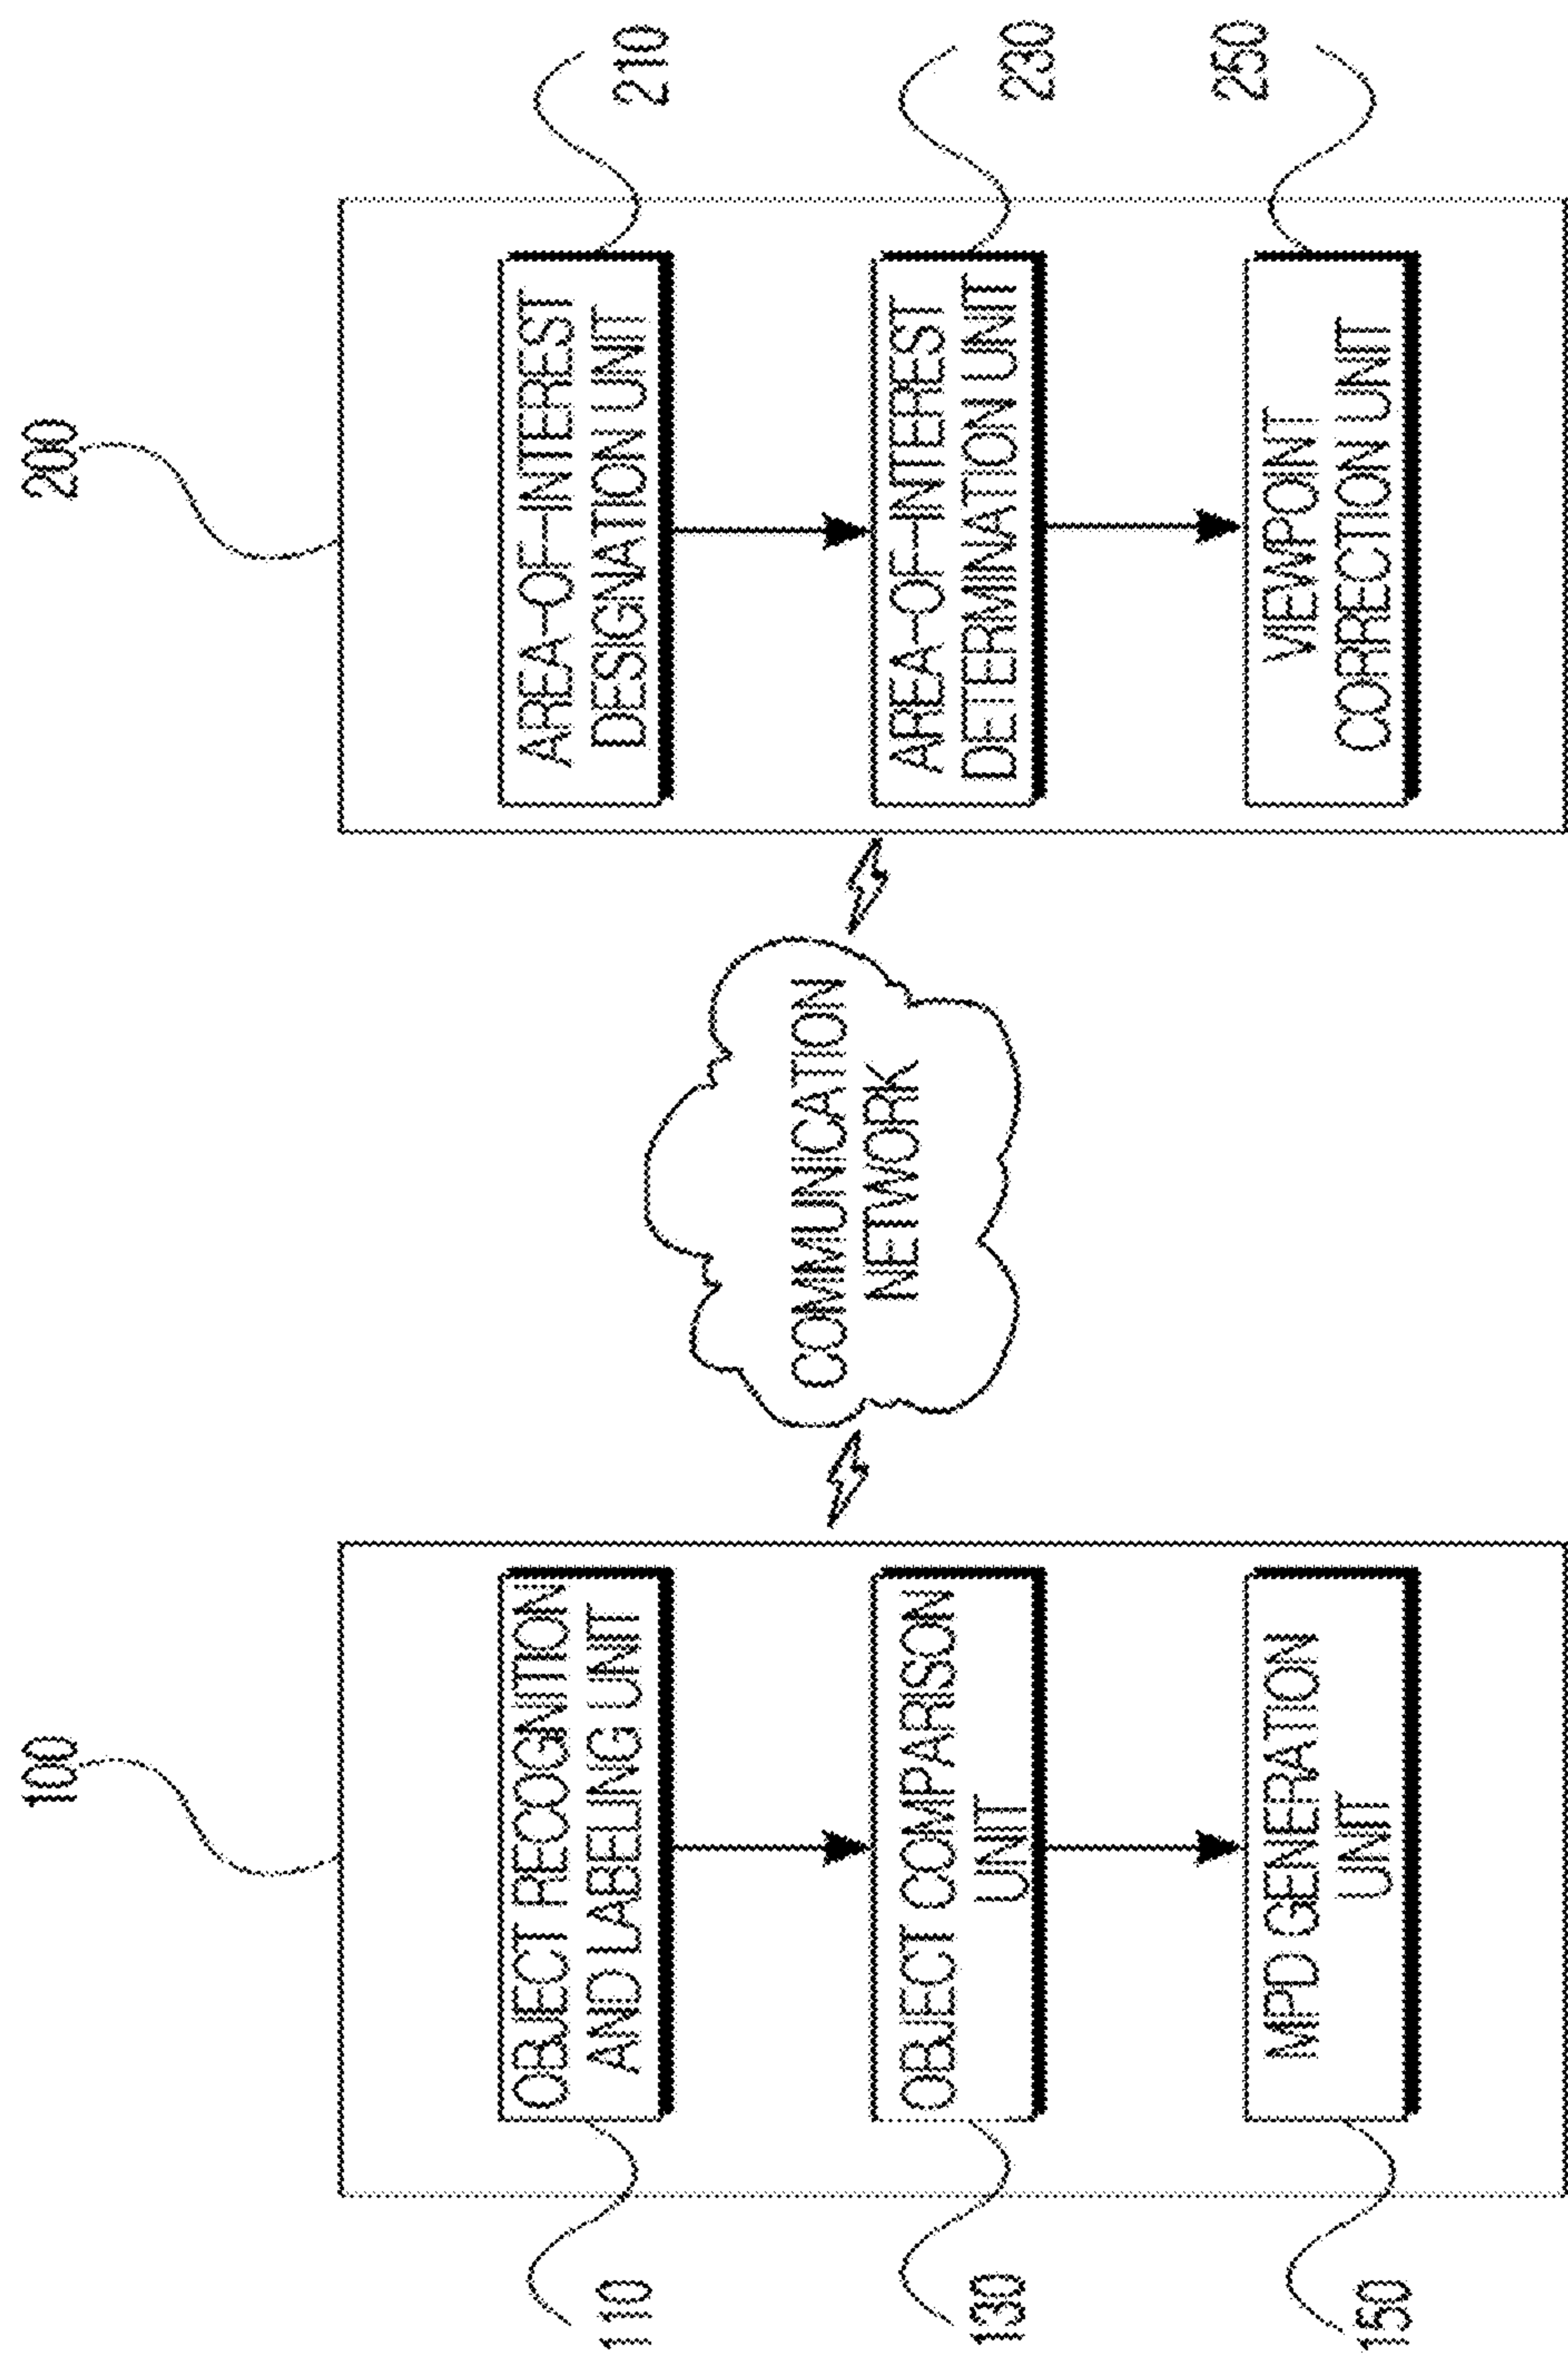 100
200
110
OBJECT RECOGNITION
AND LABELING UNIT
130
OBJECT COMPARISON
UNIT
150
MPD GENERATION
UNIT
COMMUNICATION
NETWORK
AREA-OF-INTEREST
DESIGNATION UNIT
210
AREA-OF-INTEREST
DETERMINATION UNIT
230
VIEWPOINT
CORRECTION UNIT
250